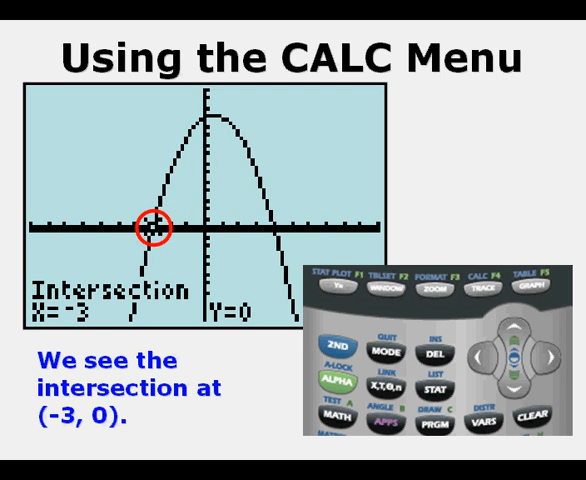 Using the CALC Menu
Intersection
X=-3 Y=0
We see the
intersection at
(-3, 0).
STAT PLOT F1 TBLSET F2 FORMAT F3 CALC F4 TABLE F5
Y= WINDOW ZOOM TRACE GRAPH
QUIT INS
2ND MODE DEL
A-LOCK LINK LIST
ALPHA X,T,θ,n STAT
TEST A ANGLE B DRAW C DISTR
MATH APPS PRGM VARS CLEAR